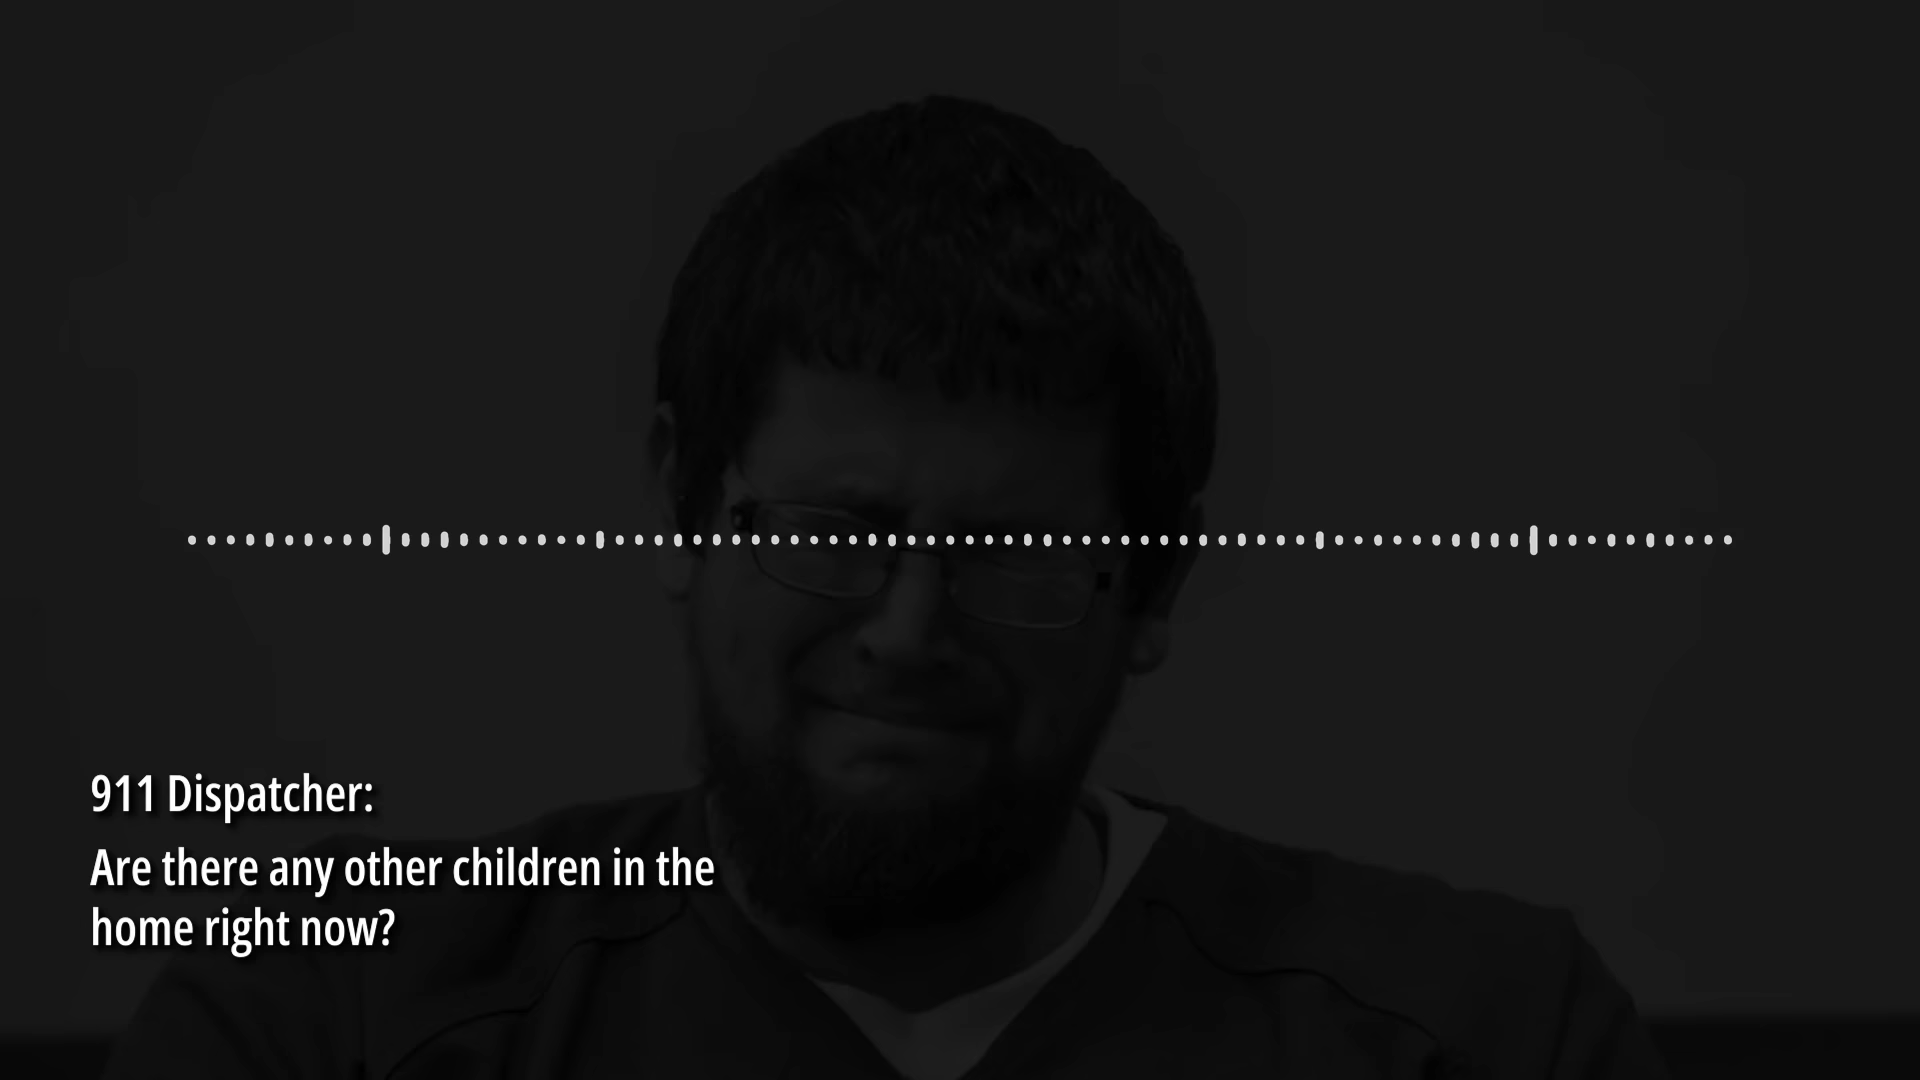 911 Dispatcher:
Are there any other children in the
home right now?